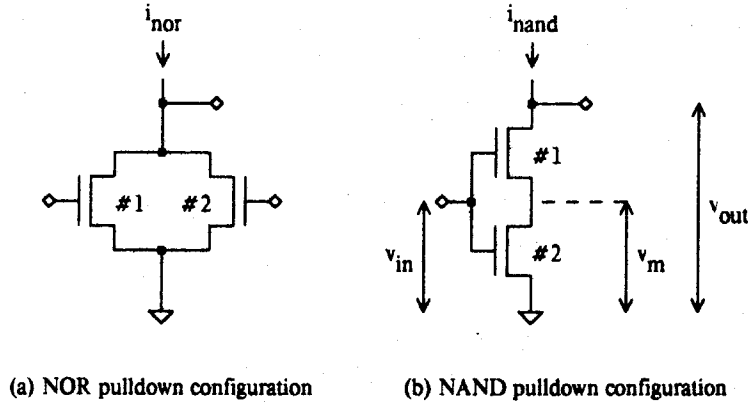 i_nor
i_nand
#1
#2
#1
#2
v_in
v_m
v_out
(a) NOR pulldown configuration
(b) NAND pulldown configuration